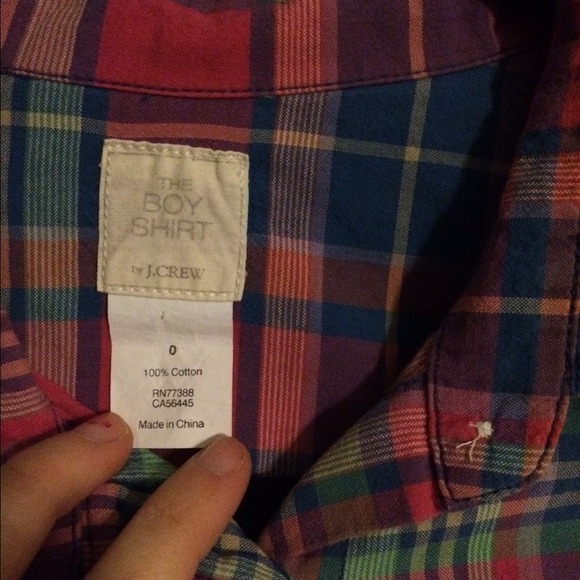 THE
BOY
SHIRT
by J.CREW
0
100% Cotton
RN77388
CA56445
Made in China